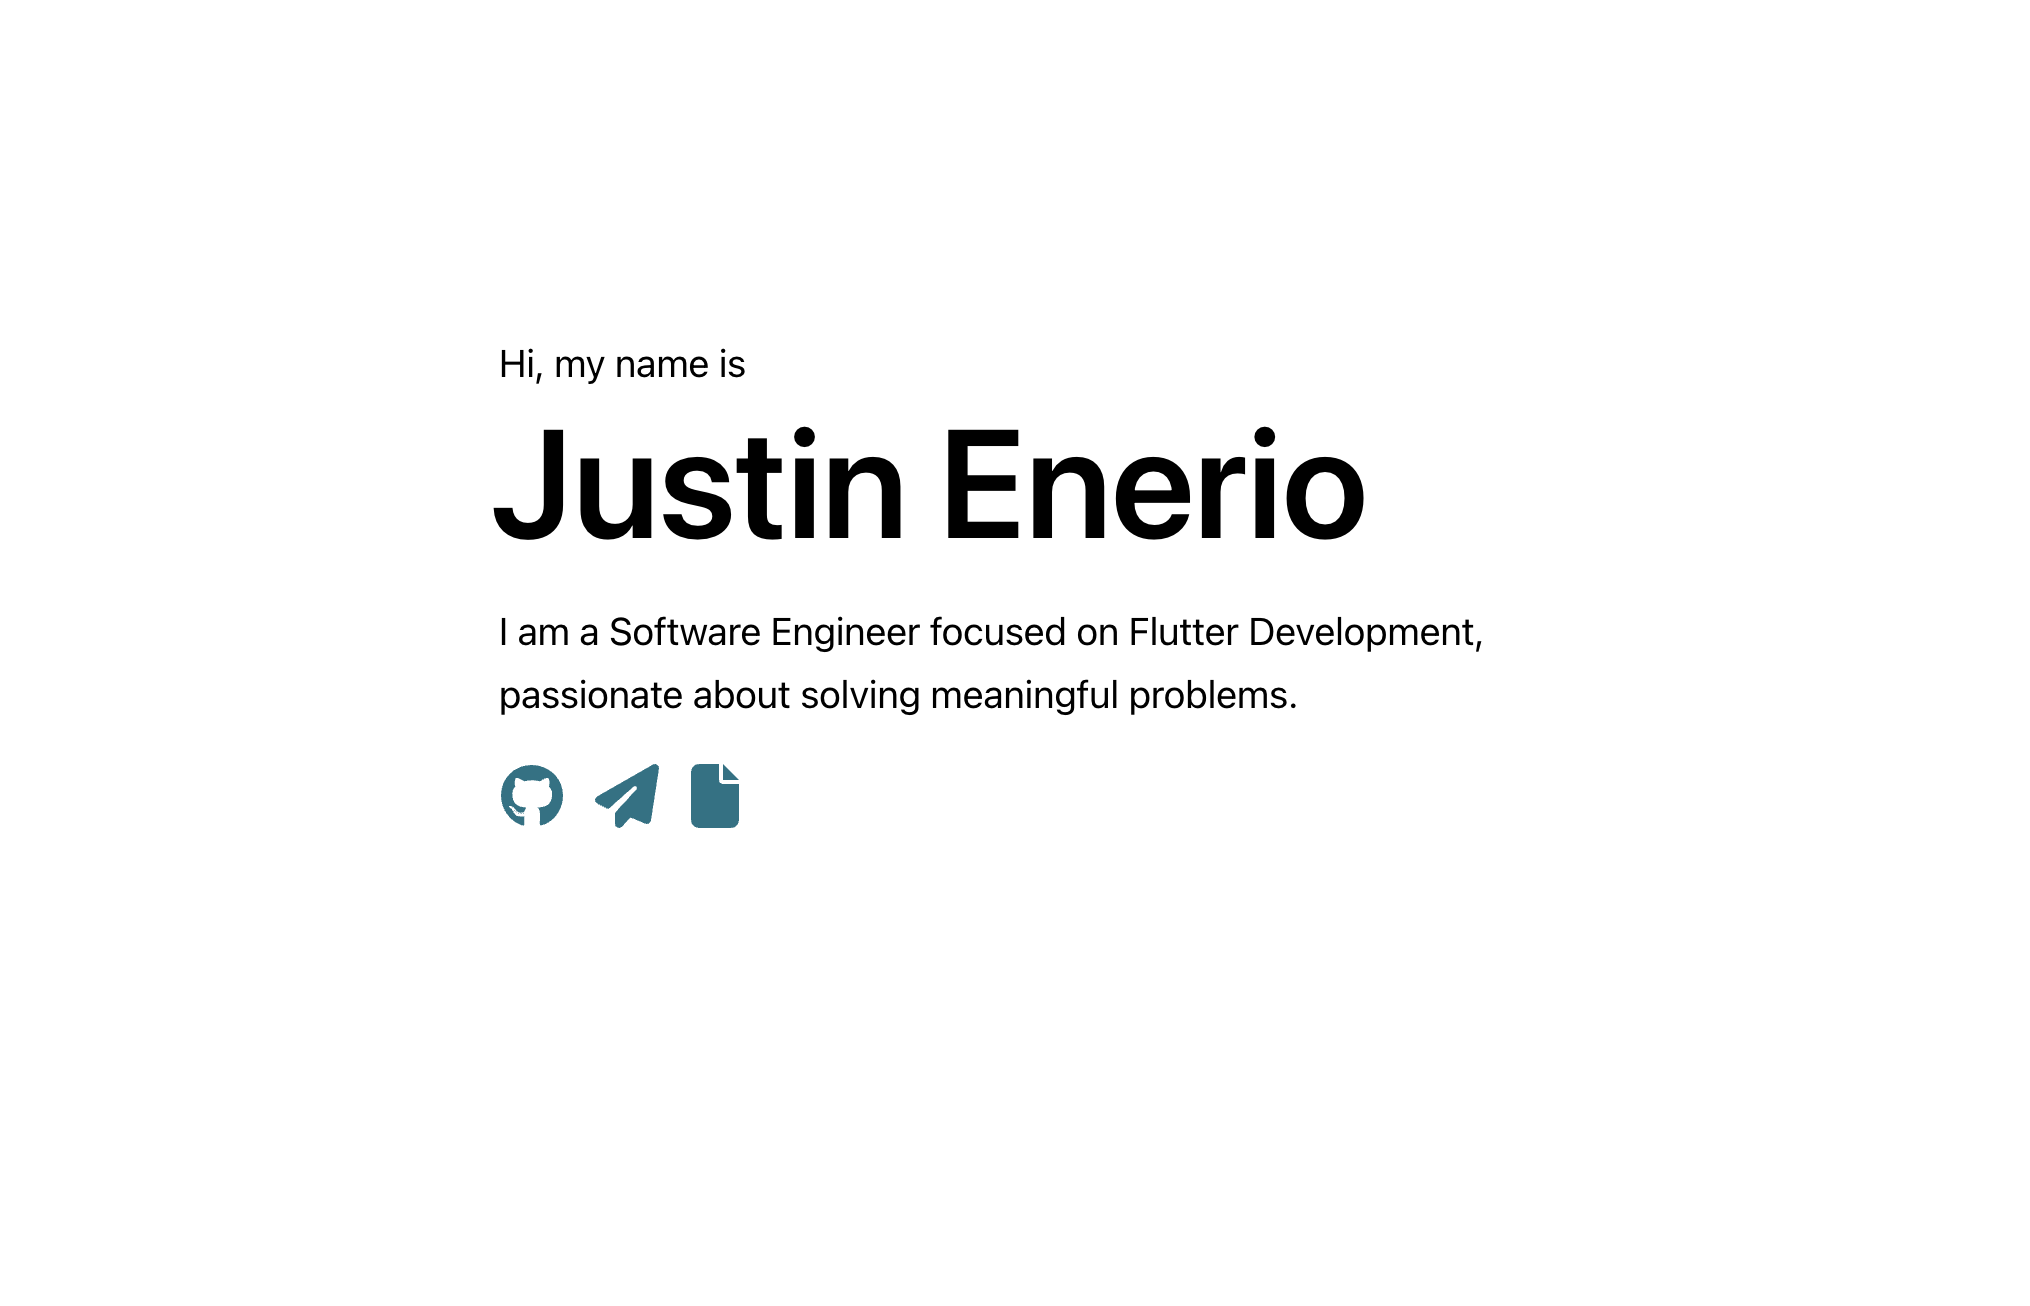 Hi, my name is
Justin Enerio
I am a Software Engineer focused on Flutter Development,
passionate about solving meaningful problems.